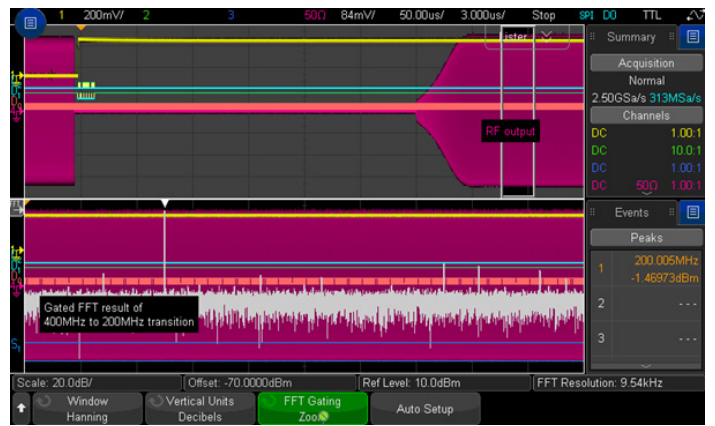 1 200mV/ 2 3 50Ω 84mV/ 50.00us/ 3.000us/ Stop SPI D0 TTL
Summary
Acquisition
Normal
2.50GSa/s 313MSa/s
Channels
DC 1.00:1
DC 10.0:1
DC 1.00:1
DC 50Ω 1.00:1
RF output
Events
Peaks
1 200.005MHz
-1.46973dBm
2 ---
3 ---
Gated FFT result of
400MHz to 200MHz transition
Scale: 20.0dB/ Offset: -70.0000dBm Ref Level: 10.0dBm FFT Resolution: 9.54kHz
Window
Hanning
Vertical Units
Decibels
FFT Gating
Zoom
Auto Setup